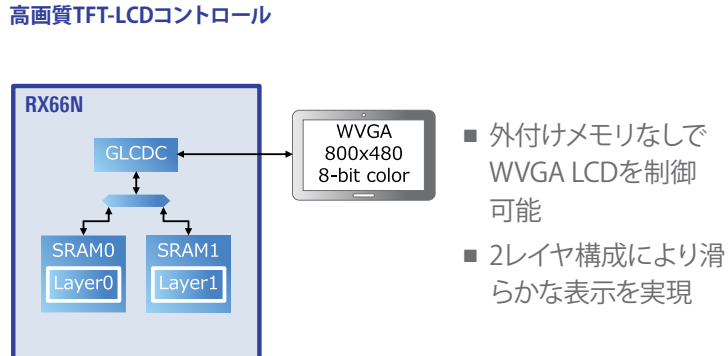 高画質TFT-LCDコントロール
RX66N
GLCDC
WVGA
800x480
8-bit color
SRAM0
Layer0
SRAM1
Layer1
■ 外付けメモリなしで
WVGA LCDを制御
可能
■ 2レイヤ構成により滑
らかな表示を実現